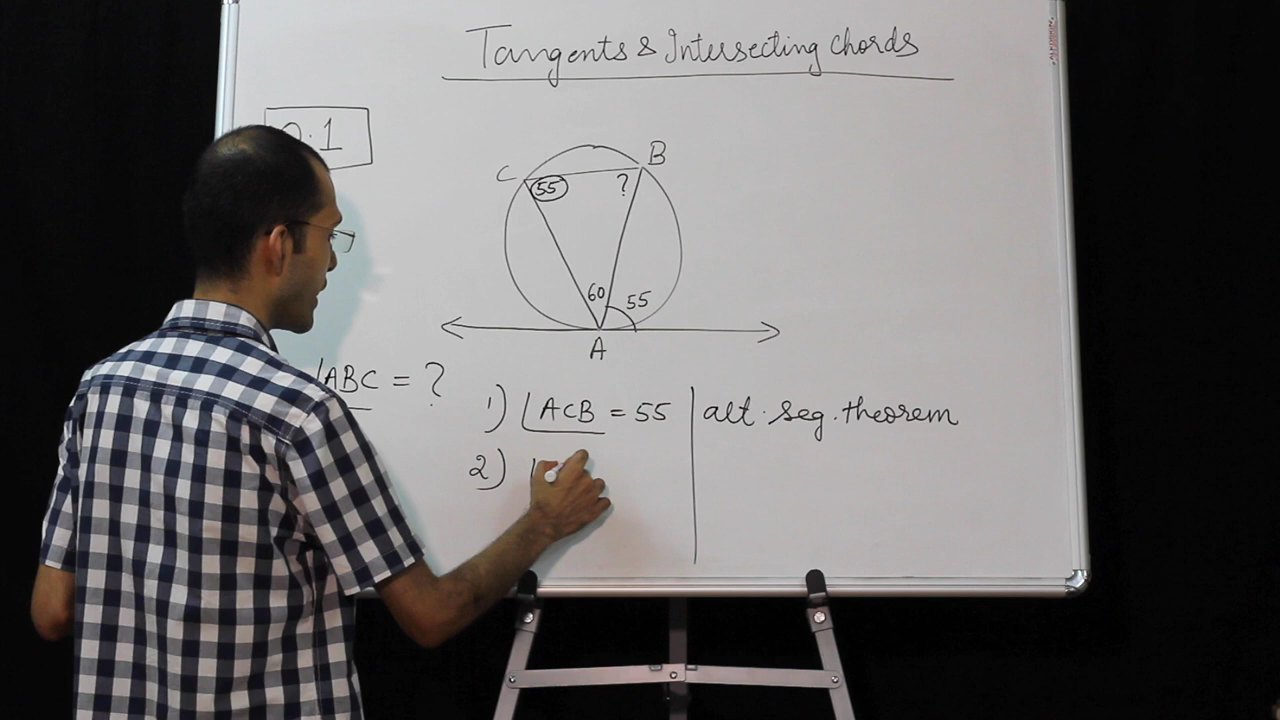 Tangents & Intersecting chords
1
C
B
55
?
60
55
A
∠ABC = ?
1) ∠ACB = 55 | alt. seg. theorem
2)